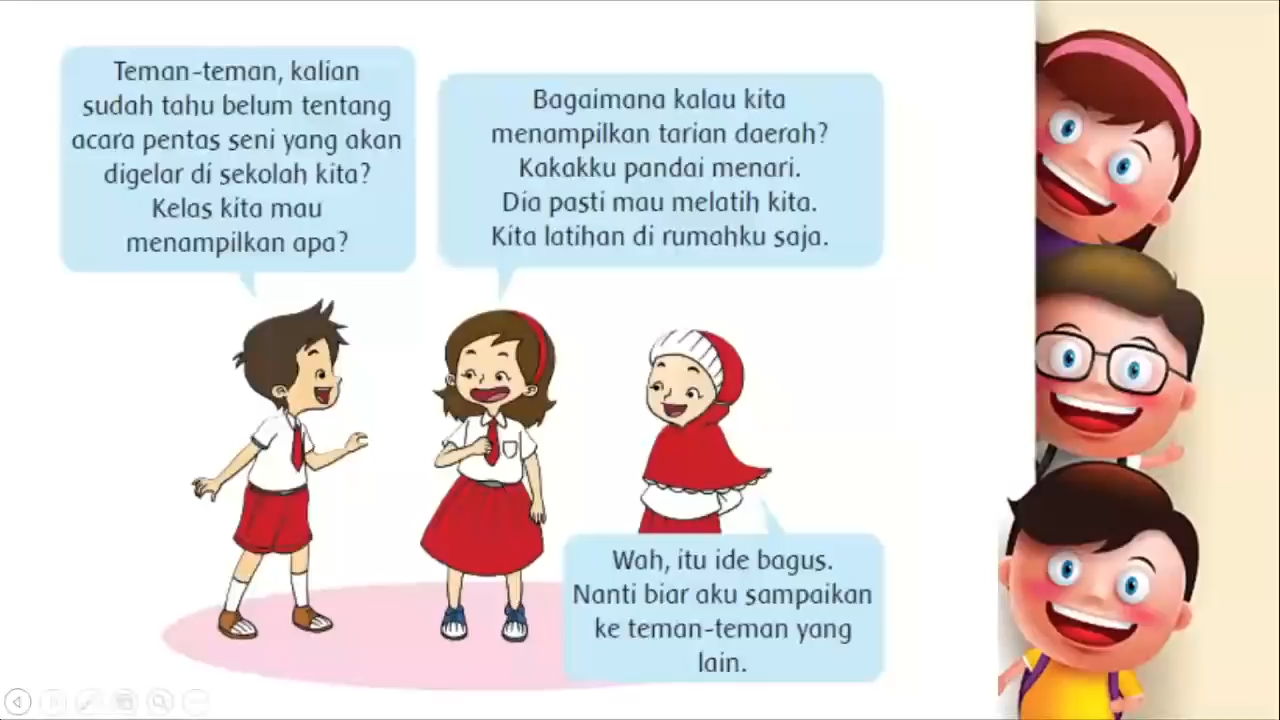 Teman-teman, kalian
sudah tahu belum tentang
acara pentas seni yang akan
digelar di sekolah kita?
Kelas kita mau
menampilkan apa?
Bagaimana kalau kita
menampilkan tarian daerah?
Kakakku pandai menari.
Dia pasti mau melatih kita.
Kita latihan di rumahku saja.
Wah, itu ide bagus.
Nanti biar aku sampaikan
ke teman-teman yang
lain.